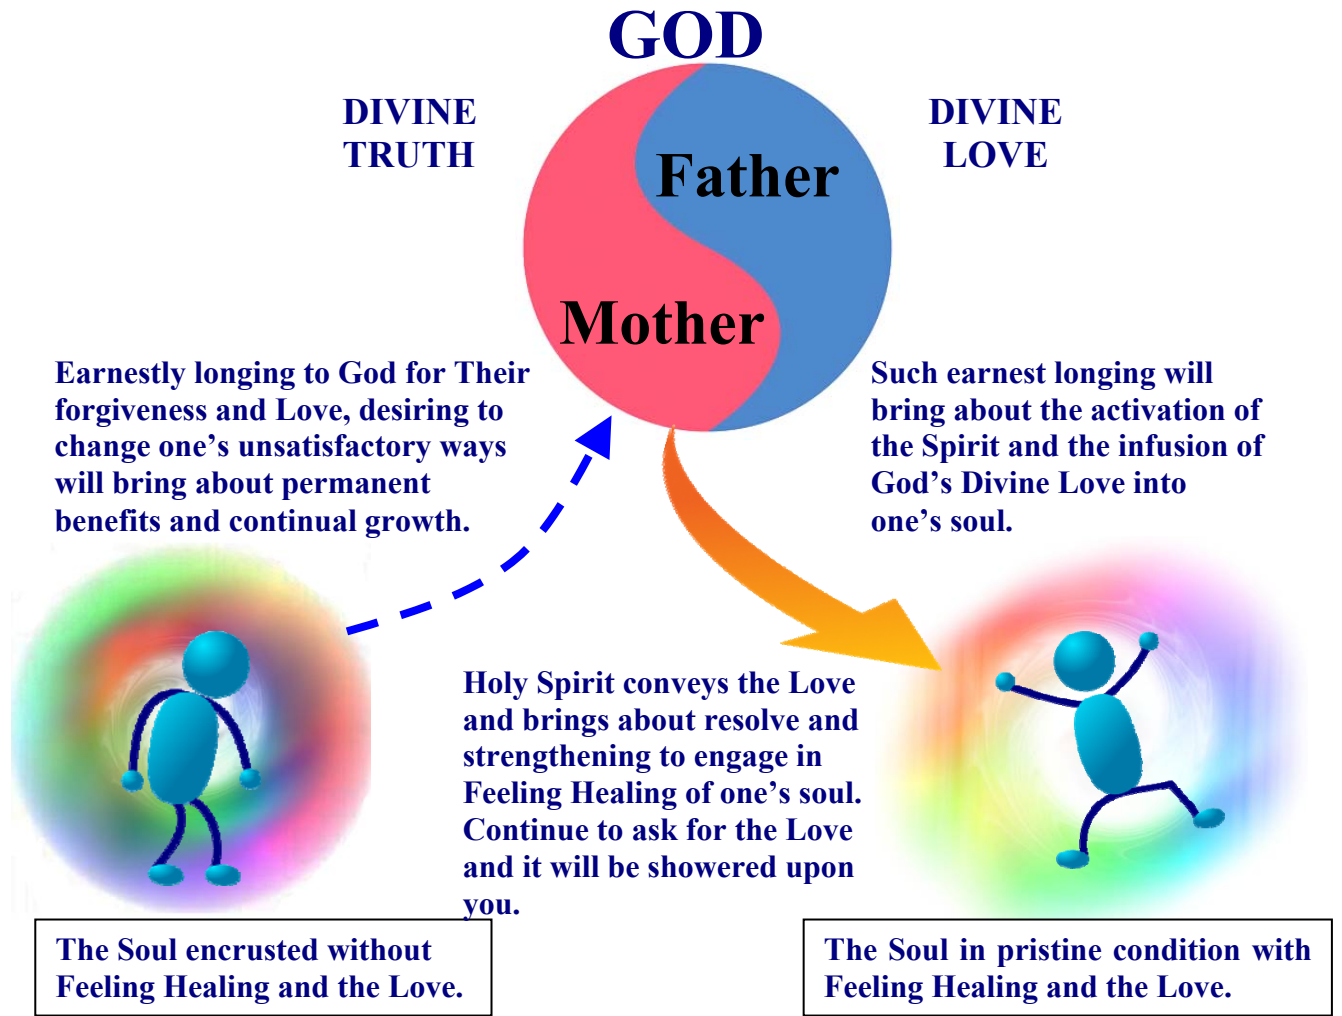 GOD
DIVINE
TRUTH
DIVINE
LOVE
Father
Mother
Earnestly longing to God for Their
forgiveness and Love, desiring to
change one’s unsatisfactory ways
will bring about permanent
benefits and continual growth.
Such earnest longing will
bring about the activation of
the Spirit and the infusion of
God’s Divine Love into
one’s soul.
Holy Spirit conveys the Love
and brings about resolve and
strengthening to engage in
Feeling Healing of one’s soul.
Continue to ask for the Love
and it will be showered upon
you.
The Soul encrusted without
Feeling Healing and the Love.
The Soul in pristine condition with
Feeling Healing and the Love.